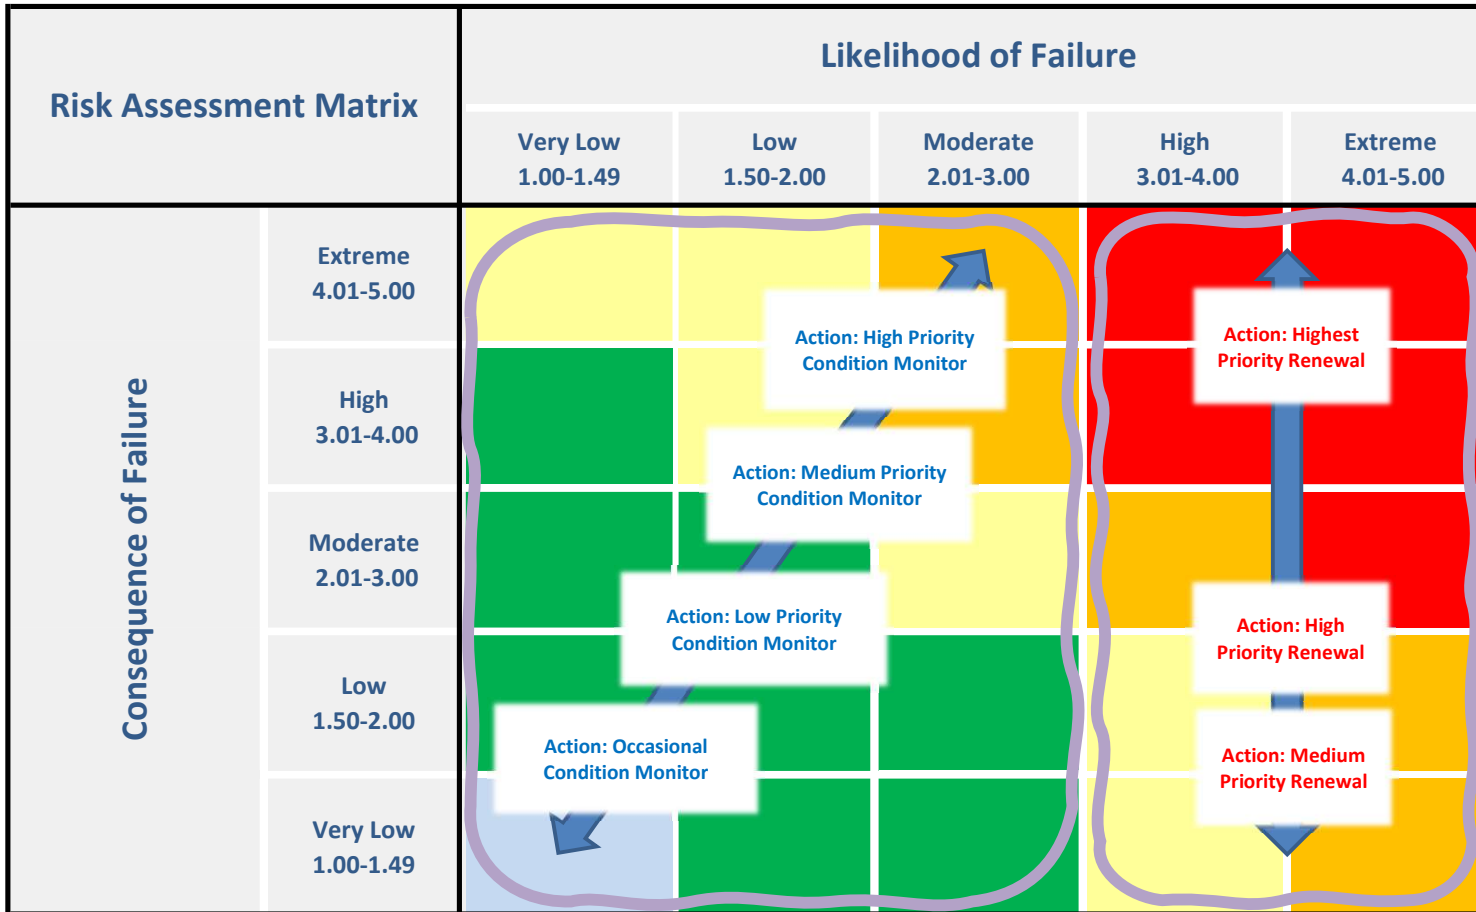 Risk Assessment Matrix
Likelihood of Failure
Very Low
1.00-1.49
Low
1.50-2.00
Moderate
2.01-3.00
High
3.01-4.00
Extreme
4.01-5.00
Consequence of Failure
Extreme
4.01-5.00
High
3.01-4.00
Moderate
2.01-3.00
Low
1.50-2.00
Very Low
1.00-1.49
Action: High Priority
Condition Monitor
Action: Medium Priority
Condition Monitor
Action: Low Priority
Condition Monitor
Action: Occasional
Condition Monitor
Action: Highest
Priority Renewal
Action: High
Priority Renewal
Action: Medium
Priority Renewal